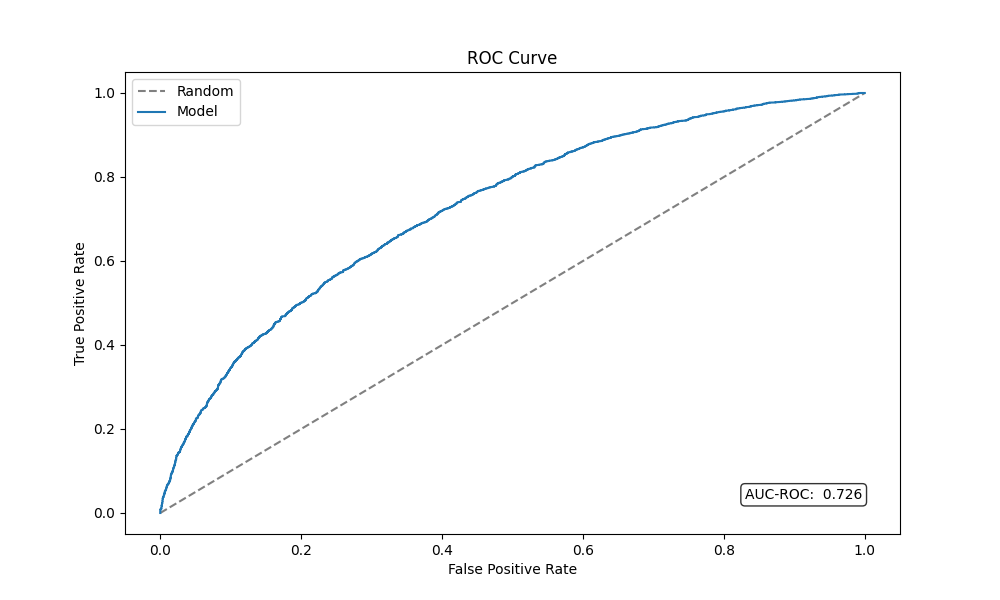 ROC Curve
Random
Model
True Positive Rate
1.0
0.8
0.6
0.4
0.2
0.0
AUC-ROC:  0.726
0.0 0.2 0.4 0.6 0.8 1.0
False Positive Rate